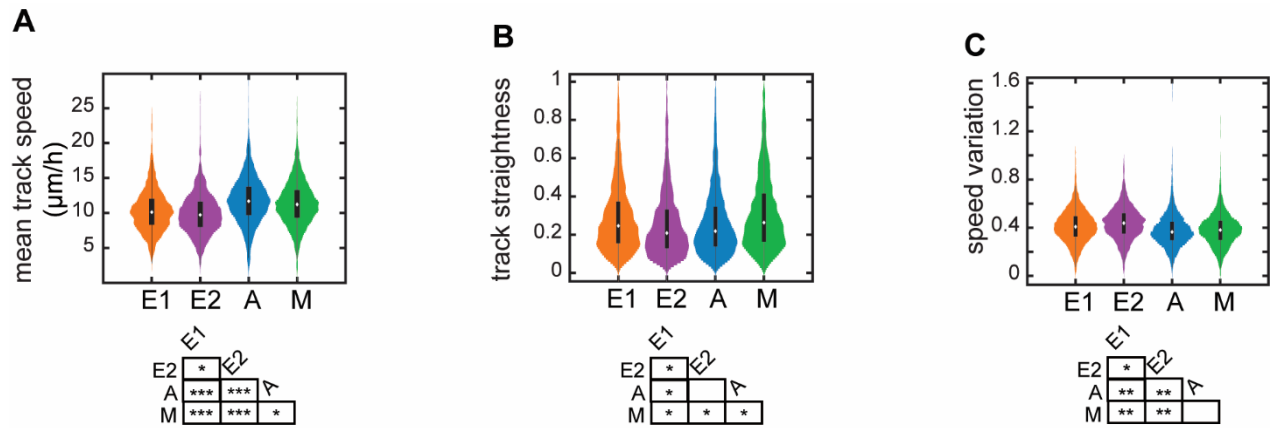 A
mean track speed
(μm/h)
25
20
15
10
5
E1 E2 A M
E1
E2 * E2
A *** *** A
M *** *** *
B
track straightness
1
0.8
0.6
0.4
0.2
0
E1 E2 A M
E1
E2 * E2
A * A
M * * *
C
speed variation
1.6
1.2
0.8
0.4
0
E1 E2 A M
E1
E2 * E2
A ** ** A
M ** **